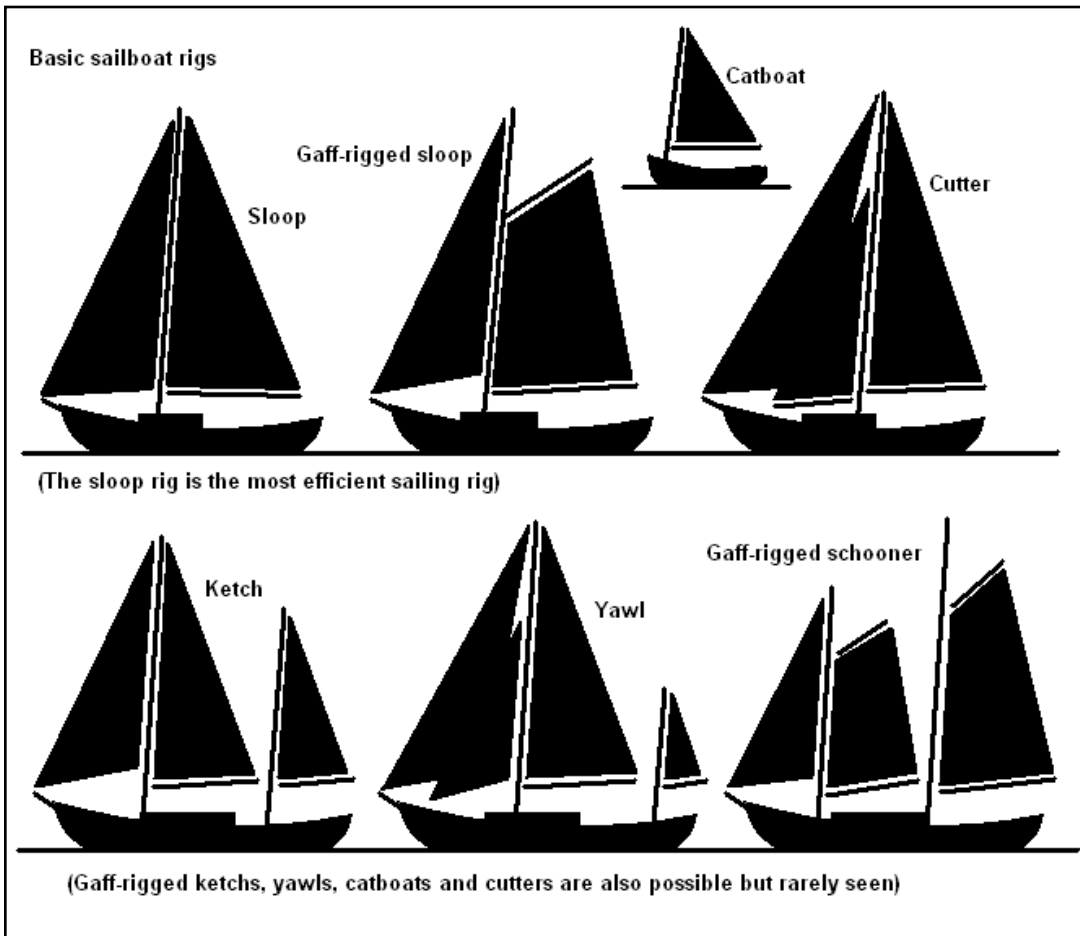 Basic sailboat rigs
Catboat
Gaff-rigged sloop
Cutter
Sloop
(The sloop rig is the most efficient sailing rig)
Gaff-rigged schooner
Ketch
Yawl
(Gaff-rigged ketchs, yawls, catboats and cutters are also possible but rarely seen)